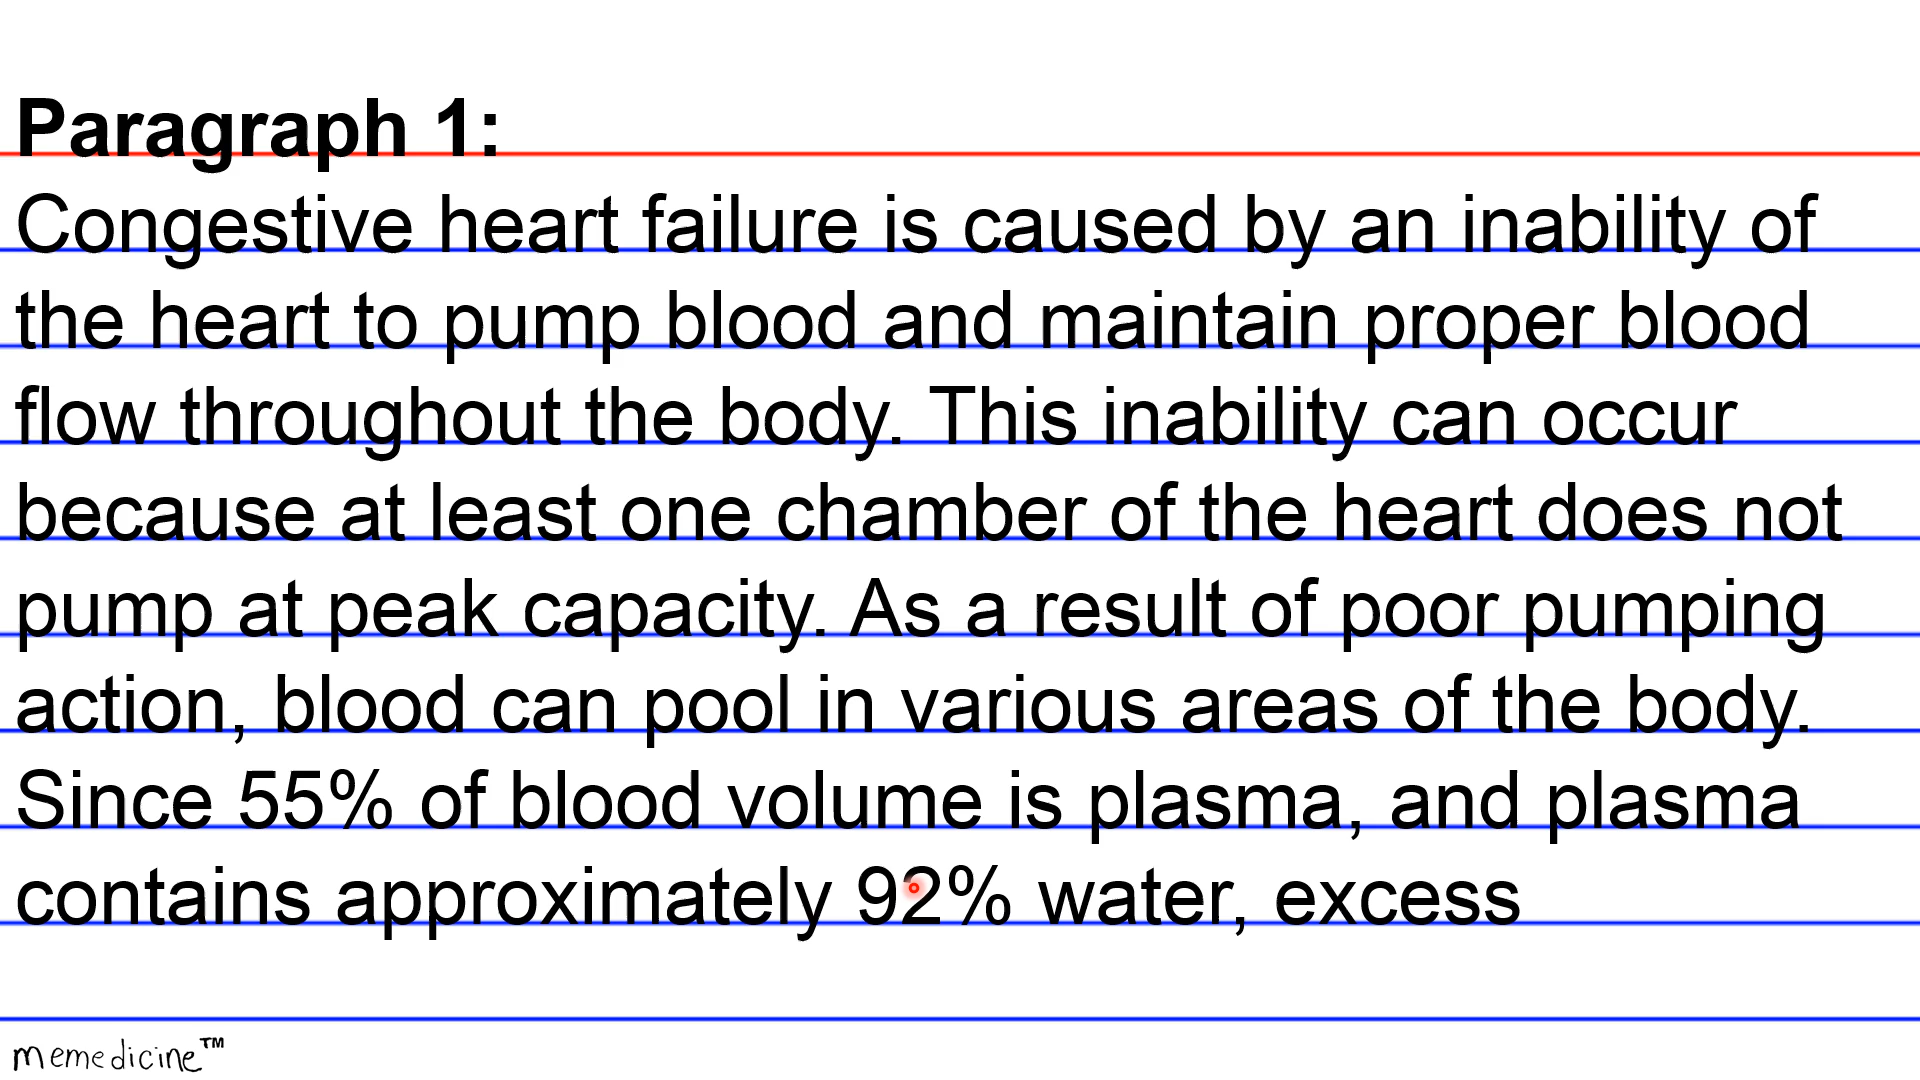 Paragraph 1:
Congestive heart failure is caused by an inability of
the heart to pump blood and maintain proper blood
flow throughout the body. This inability can occur
because at least one chamber of the heart does not
pump at peak capacity. As a result of poor pumping
action, blood can pool in various areas of the body.
Since 55% of blood volume is plasma, and plasma
contains approximately 92% water, excess
memedicine™